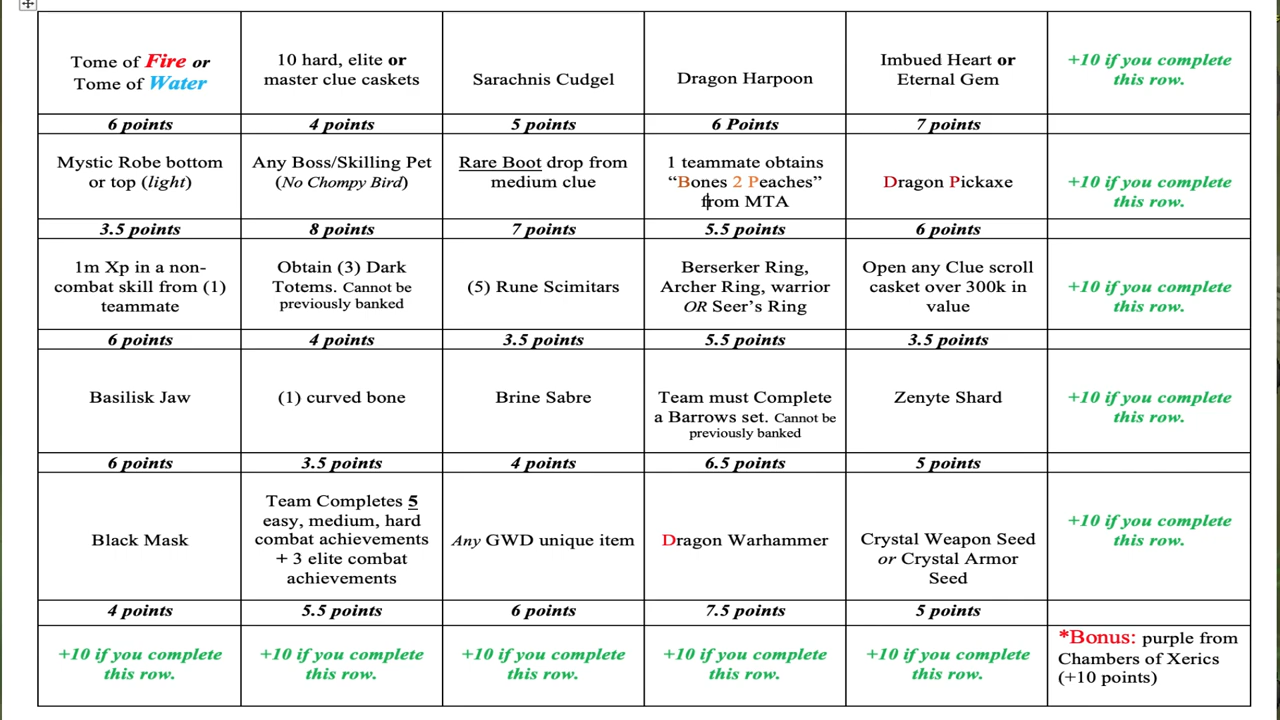 Tome of Fire or
Tome of Water
10 hard, elite or
master clue caskets
Sarachnis Cudgel
Dragon Harpoon
Imbued Heart or
Eternal Gem
+10 if you complete
this row.
6 points
4 points
5 points
6 Points
7 points
Mystic Robe bottom
or top (light)
Any Boss/Skilling Pet
(No Chompy Bird)
Rare Boot drop from
medium clue
1 teammate obtains
“Bones 2 Peaches”
from MTA
Dragon Pickaxe
+10 if you complete
this row.
3.5 points
8 points
7 points
5.5 points
6 points
1m Xp in a non-
combat skill from (1)
teammate
Obtain (3) Dark
Totems. Cannot be
previously banked
(5) Rune Scimitars
Berserker Ring,
Archer Ring, warrior
OR Seer’s Ring
Open any Clue scroll
casket over 300k in
value
+10 if you complete
this row.
6 points
4 points
3.5 points
5.5 points
3.5 points
Basilisk Jaw
(1) curved bone
Brine Sabre
Team must Complete
a Barrows set. Cannot be
previously banked
Zenyte Shard
+10 if you complete
this row.
6 points
3.5 points
4 points
6.5 points
5 points
Black Mask
Team Completes 5
easy, medium, hard
combat achievements
+ 3 elite combat
achievements
Any GWD unique item
Dragon Warhammer
Crystal Weapon Seed
or Crystal Armor
Seed
+10 if you complete
this row.
4 points
5.5 points
6 points
7.5 points
5 points
+10 if you complete
this row.
+10 if you complete
this row.
+10 if you complete
this row.
+10 if you complete
this row.
+10 if you complete
this row.
*Bonus: purple from
Chambers of Xerics
(+10 points)